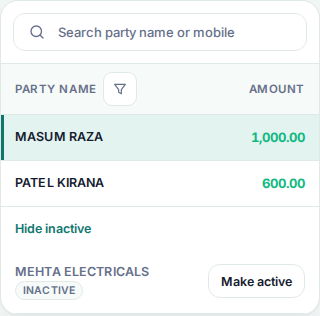 Search party name or mobile
PARTY NAME AMOUNT
MASUM RAZA 1,000.00
PATEL KIRANA 600.00
Hide inactive
MEHTA ELECTRICALS
INACTIVE
Make active